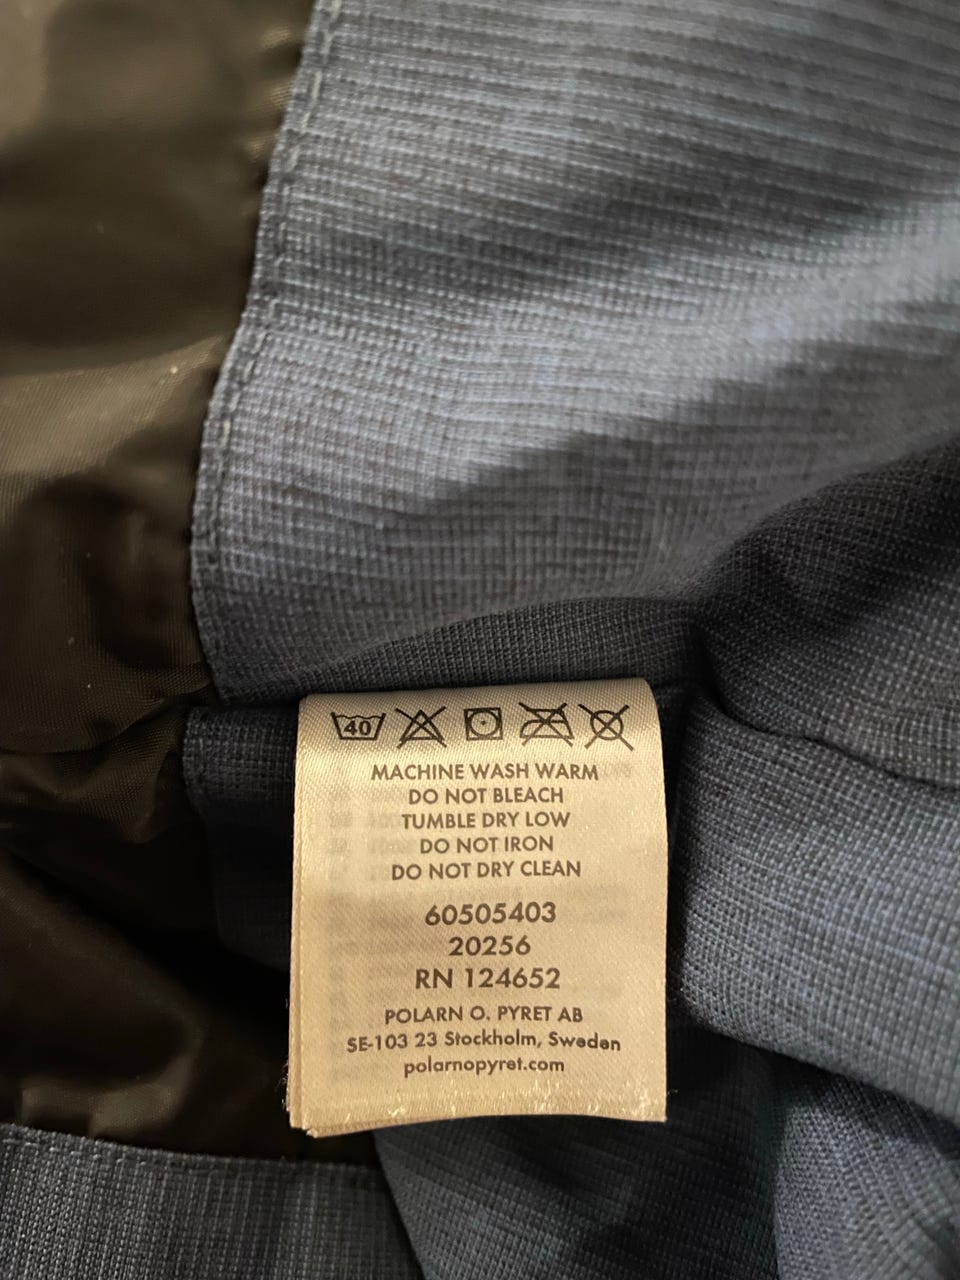 40
MACHINE WASH WARM
DO NOT BLEACH
TUMBLE DRY LOW
DO NOT IRON
DO NOT DRY CLEAN
60505403
20256
RN 124652
POLARN O. PYRET AB
SE-103 23 Stockholm, Sweden
polarnopyret.com